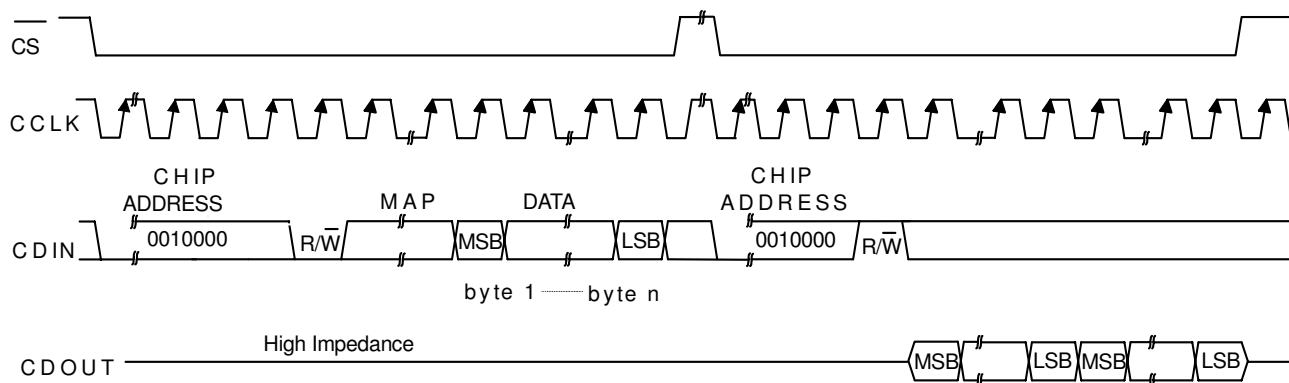 CS
CCLK
CHIP
ADDRESS
MAP
DATA
CHIP
ADDRESS
CDIN
0010000
R/W
MSB
LSB
0010000
R/W
byte 1 ········ byte n
High Impedance
CDOUT
MSB
LSB
MSB
LSB